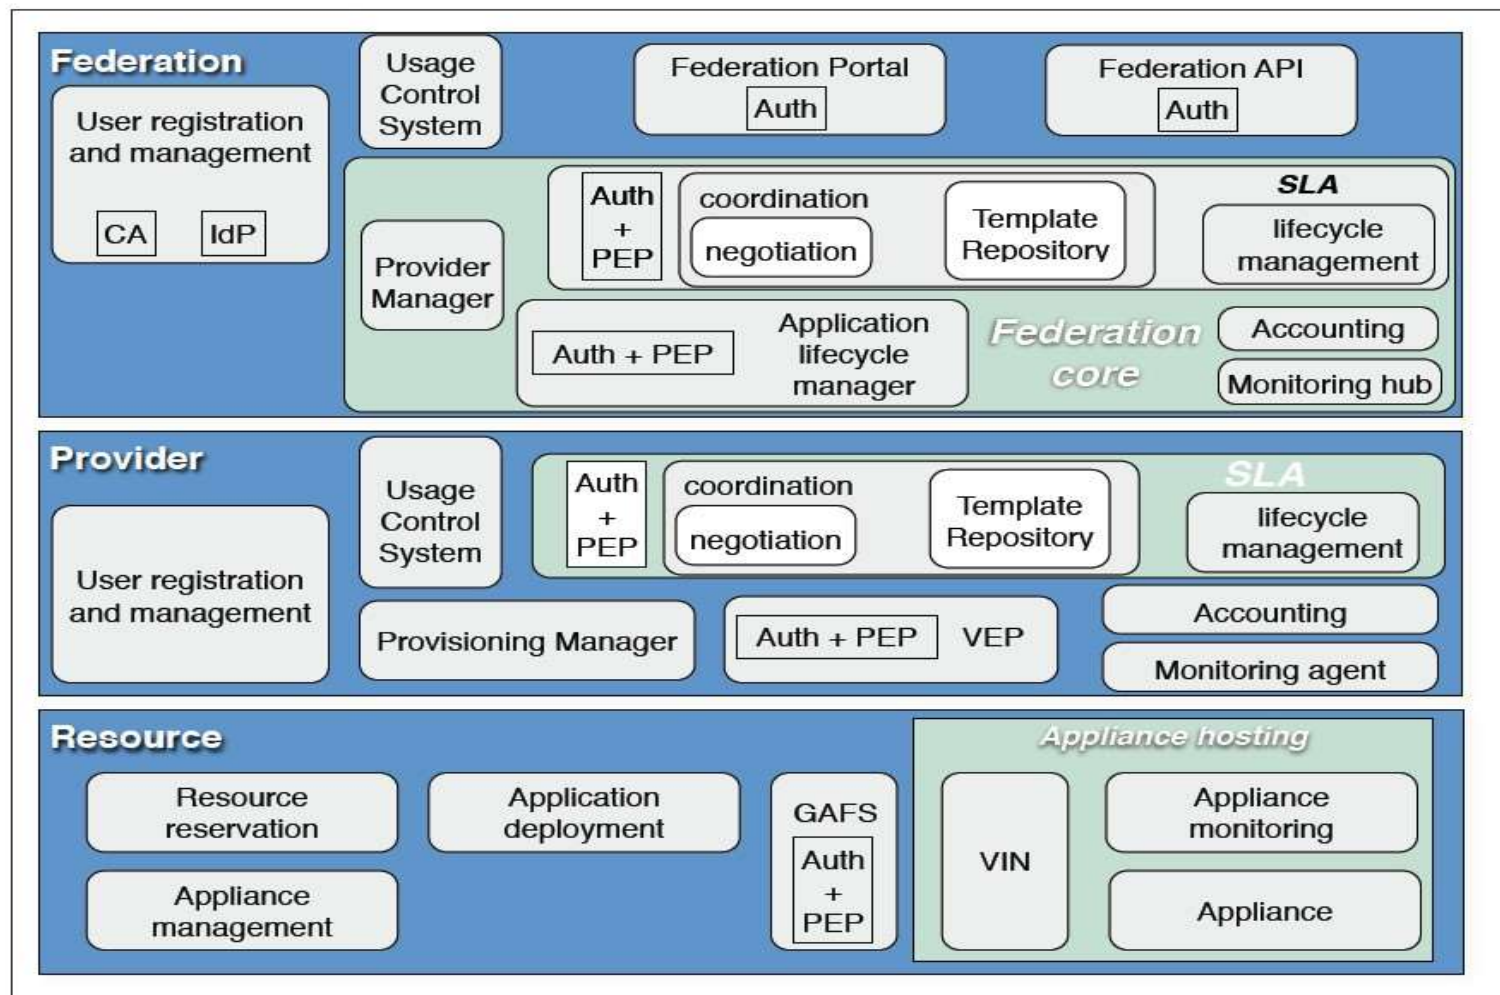 Federation
User registration
and management
CA
IdP
Usage
Control
System
Federation Portal
Auth
Federation API
Auth
Provider
Manager
Auth
+
PEP
coordination
negotiation
Template
Repository
SLA
lifecycle
management
Auth + PEP
Application
lifecycle
manager
Federation
core
Accounting
Monitoring hub
Provider
User registration
and management
Usage
Control
System
Auth
+
PEP
coordination
negotiation
Template
Repository
SLA
lifecycle
management
Provisioning Manager
Auth + PEP
VEP
Accounting
Monitoring agent
Resource
Resource
reservation
Application
deployment
Appliance
management
GAFS
Auth
+
PEP
Appliance hosting
VIN
Appliance
monitoring
Appliance